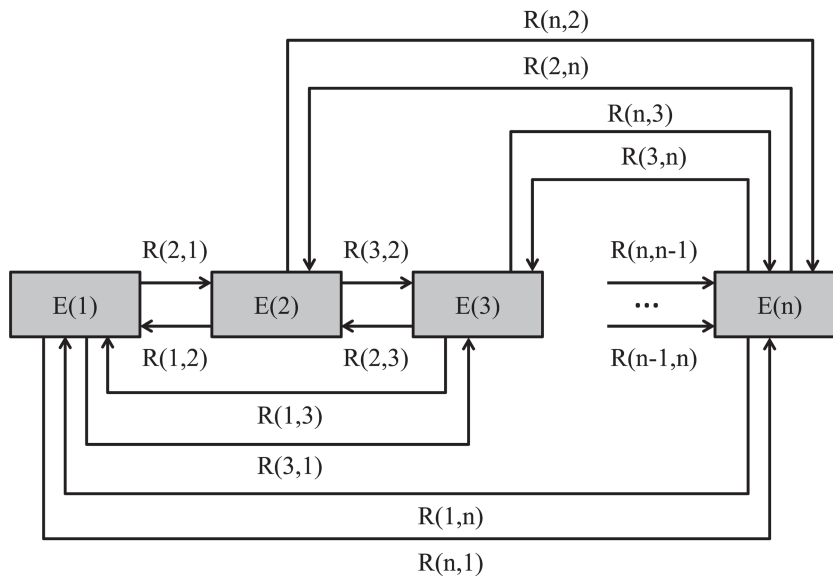 R(n,2)
R(2,n)
R(n,3)
R(3,n)
R(2,1)
R(3,2)
R(n,n-1)
E(1)
E(2)
E(3)
...
E(n)
R(1,2)
R(2,3)
R(n-1,n)
R(1,3)
R(3,1)
R(1,n)
R(n,1)